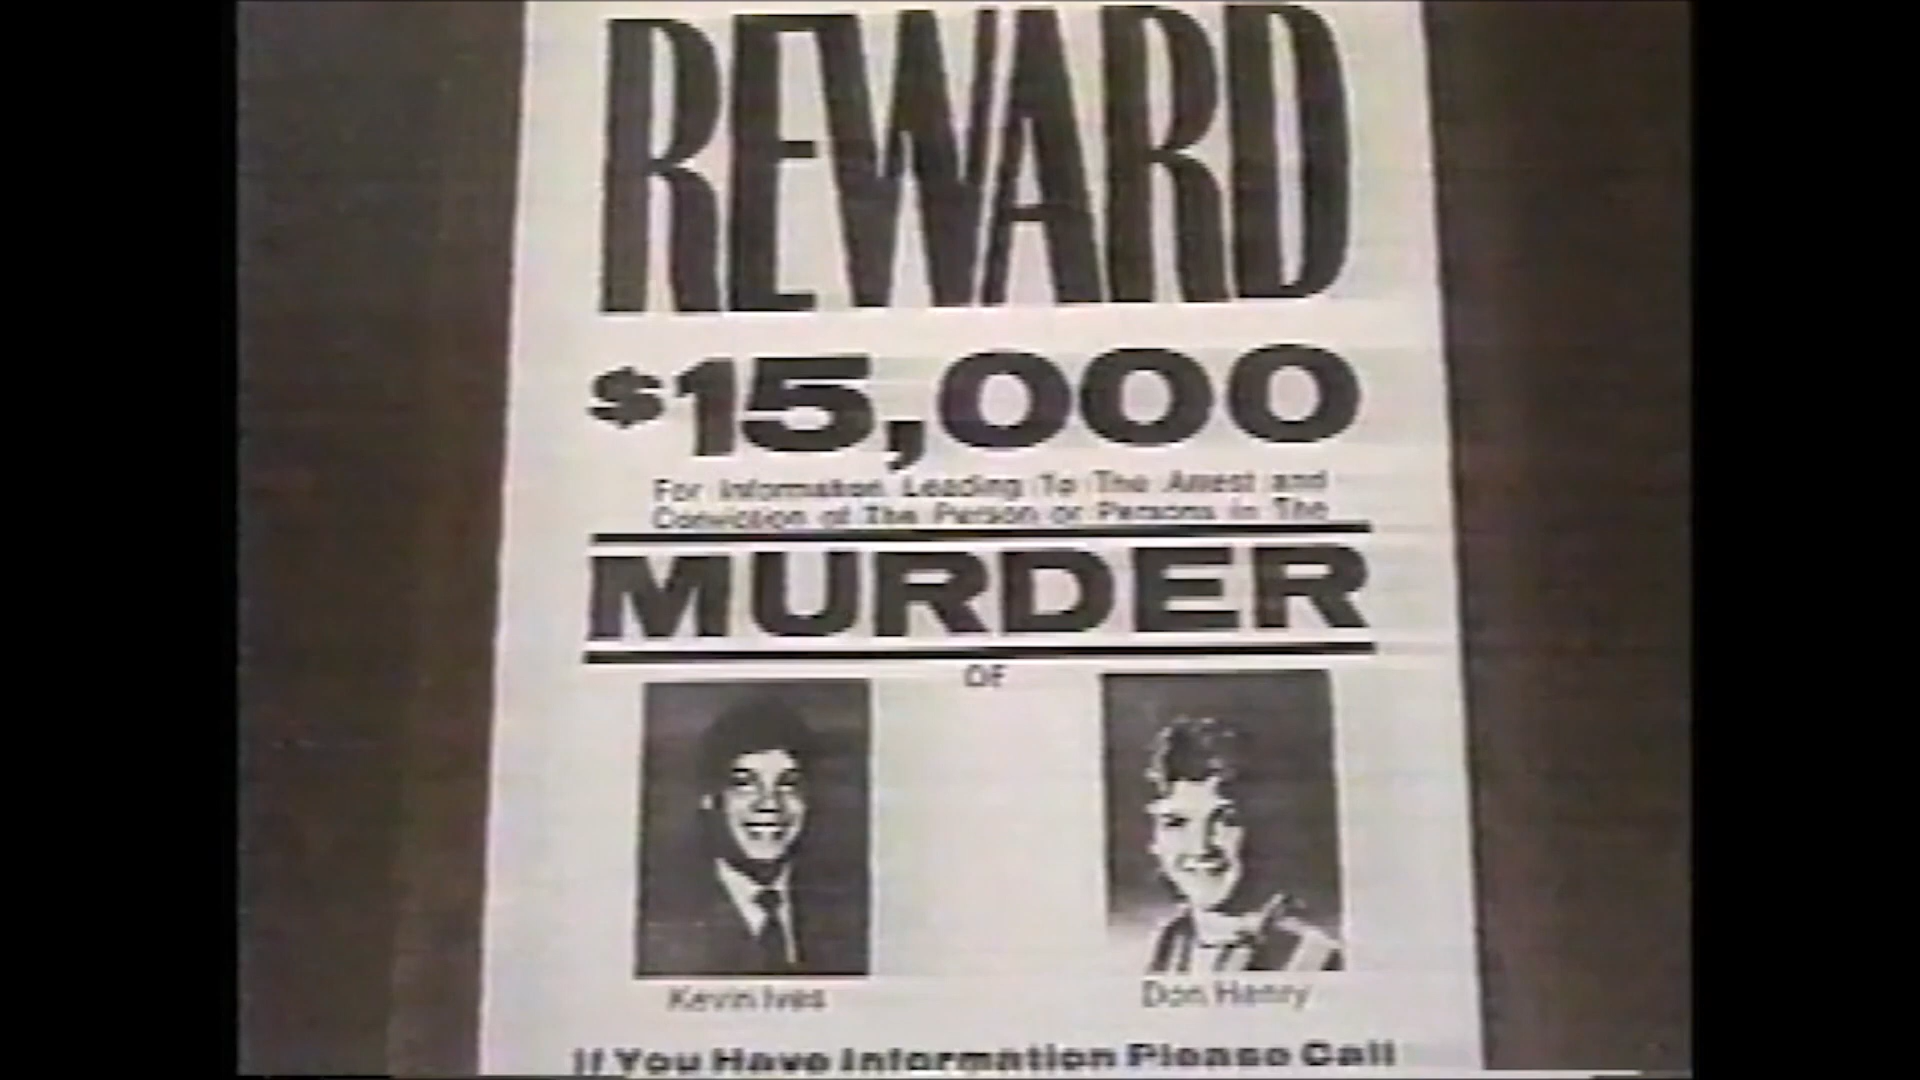 REWARD
$15,000
For Information Leading To The Arrest and
Conviction of The Person or Persons in The
MURDER
OF
Kevin Ives
Don Henry
If You Have Information Please Call